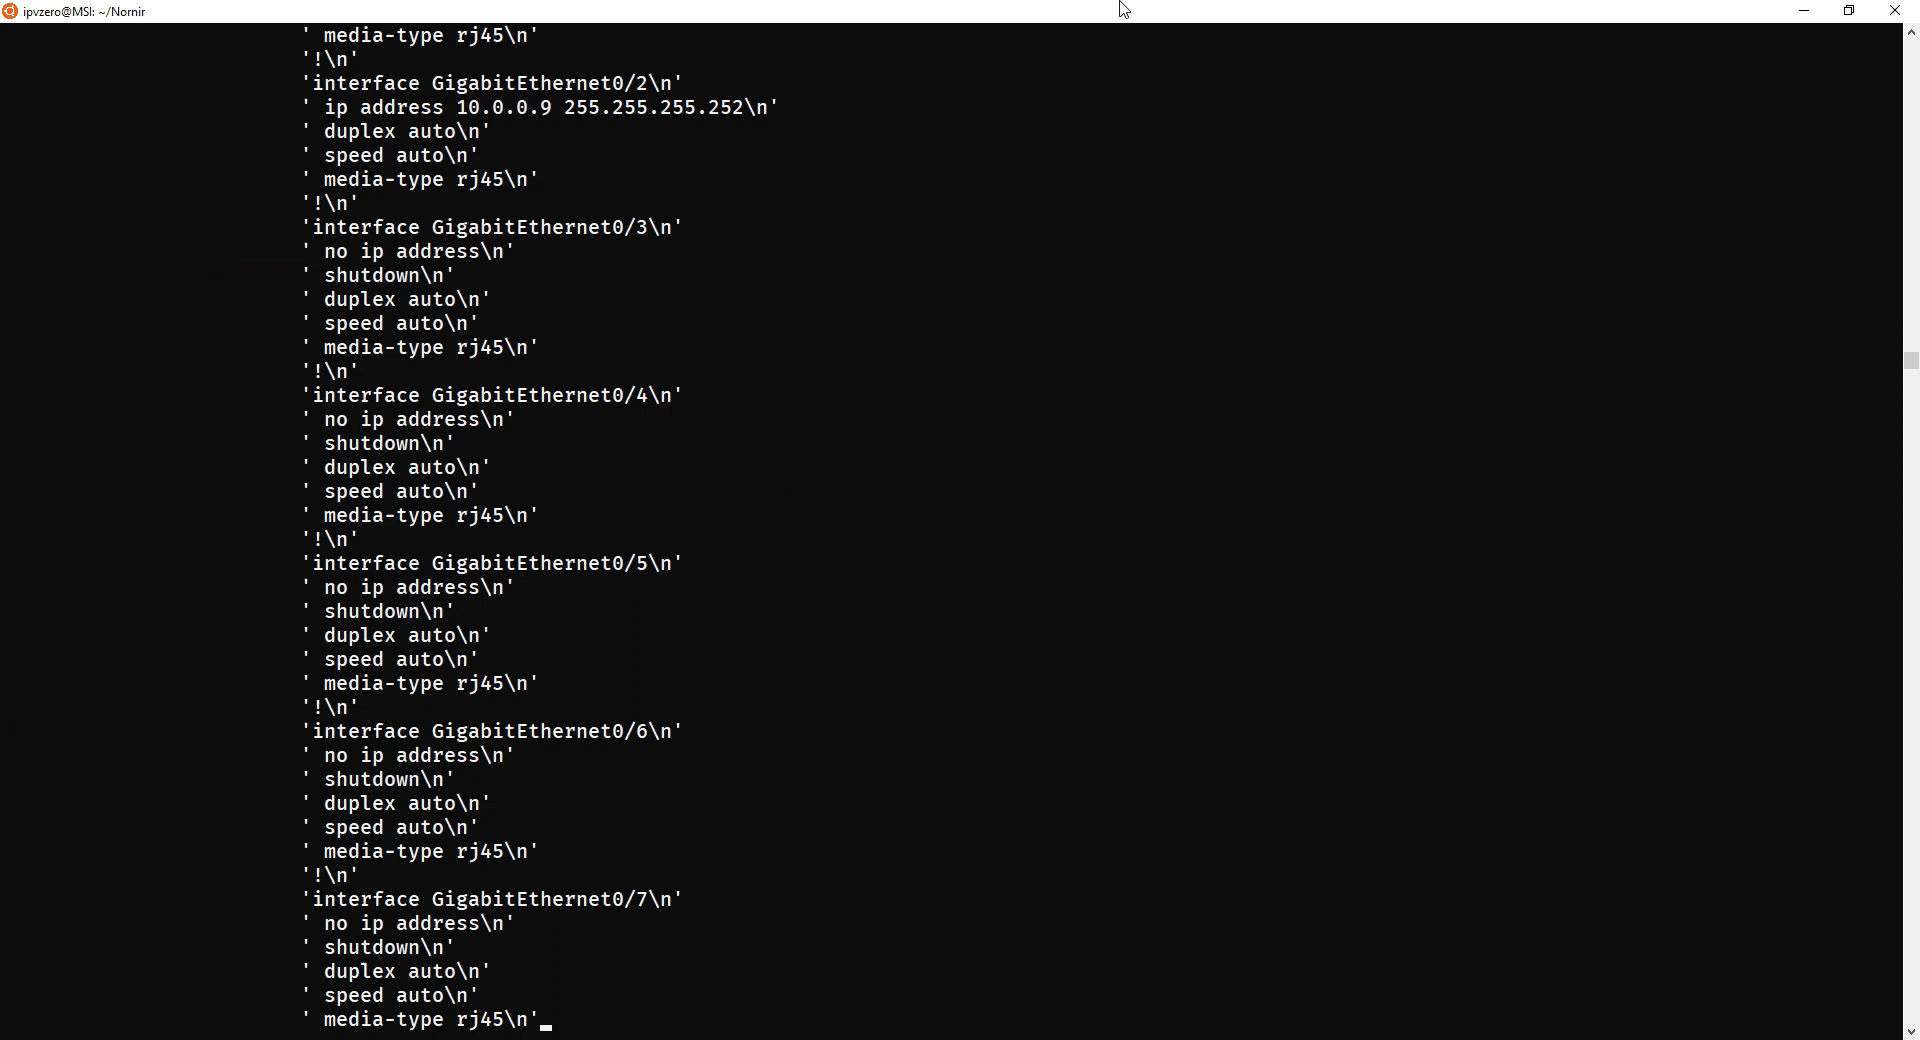 ipvzero@MSI: ~/Nornir
' media-type rj45\n'
'!\n'
'interface GigabitEthernet0/2\n'
' ip address 10.0.0.9 255.255.255.252\n'
' duplex auto\n'
' speed auto\n'
' media-type rj45\n'
'!\n'
'interface GigabitEthernet0/3\n'
' no ip address\n'
' shutdown\n'
' duplex auto\n'
' speed auto\n'
' media-type rj45\n'
'!\n'
'interface GigabitEthernet0/4\n'
' no ip address\n'
' shutdown\n'
' duplex auto\n'
' speed auto\n'
' media-type rj45\n'
'!\n'
'interface GigabitEthernet0/5\n'
' no ip address\n'
' shutdown\n'
' duplex auto\n'
' speed auto\n'
' media-type rj45\n'
'!\n'
'interface GigabitEthernet0/6\n'
' no ip address\n'
' shutdown\n'
' duplex auto\n'
' speed auto\n'
' media-type rj45\n'
'!\n'
'interface GigabitEthernet0/7\n'
' no ip address\n'
' shutdown\n'
' duplex auto\n'
' speed auto\n'
' media-type rj45\n'